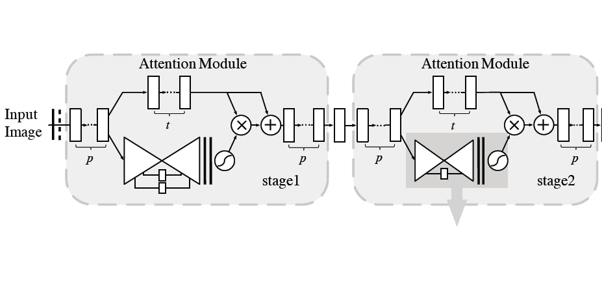 Attention Module
Attention Module
Input
Image
t
t
p
p
p
p
stage1
stage2